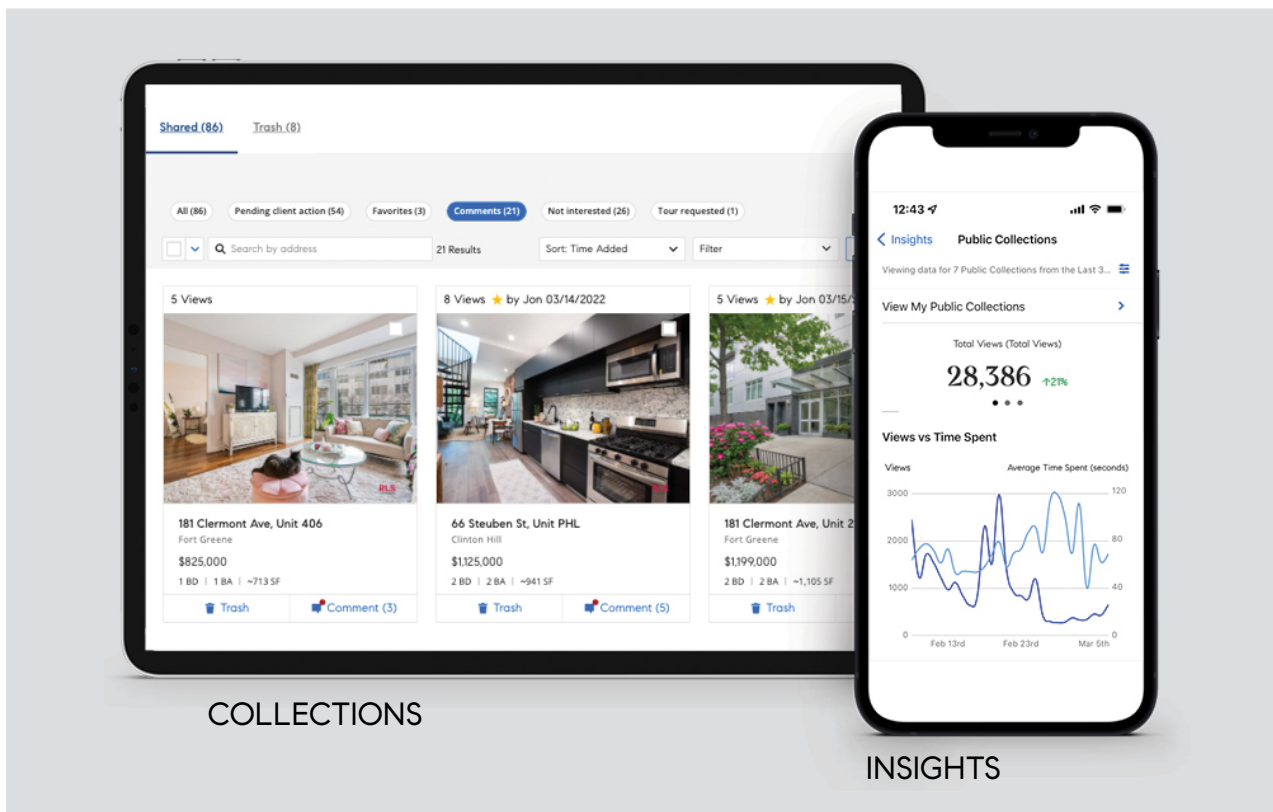 Shared (86) Trash (8)
All (86) Pending client action (54) Favorites (3) Comments (21) Not interested (26) Tour requested (1)
Search by address 21 Results Sort: Time Added Filter
5 Views
RLS
181 Clermont Ave, Unit 406
Fort Greene
$825,000
1 BD | 1 BA | ~713 SF
Trash Comment (3)
8 Views by Jon 03/14/2022
RLS
66 Steuben St, Unit PHL
Clinton Hill
$1,125,000
2 BD | 2 BA | ~941 SF
Trash Comment (5)
5 Views by Jon 03/15/
181 Clermont Ave, Unit 2
Fort Greene
$1,199,000
2 BD | 2 BA | ~1,105 SF
Trash
COLLECTIONS
12:43
Insights Public Collections
Viewing data for 7 Public Collections from the Last 3...
View My Public Collections
Total Views (Total Views)
28,386 ↑21%
Views vs Time Spent
Views Average Time Spent (seconds)
3000 120
2000 80
1000 40
0 0
Feb 13rd Feb 23rd Mar 5th
INSIGHTS